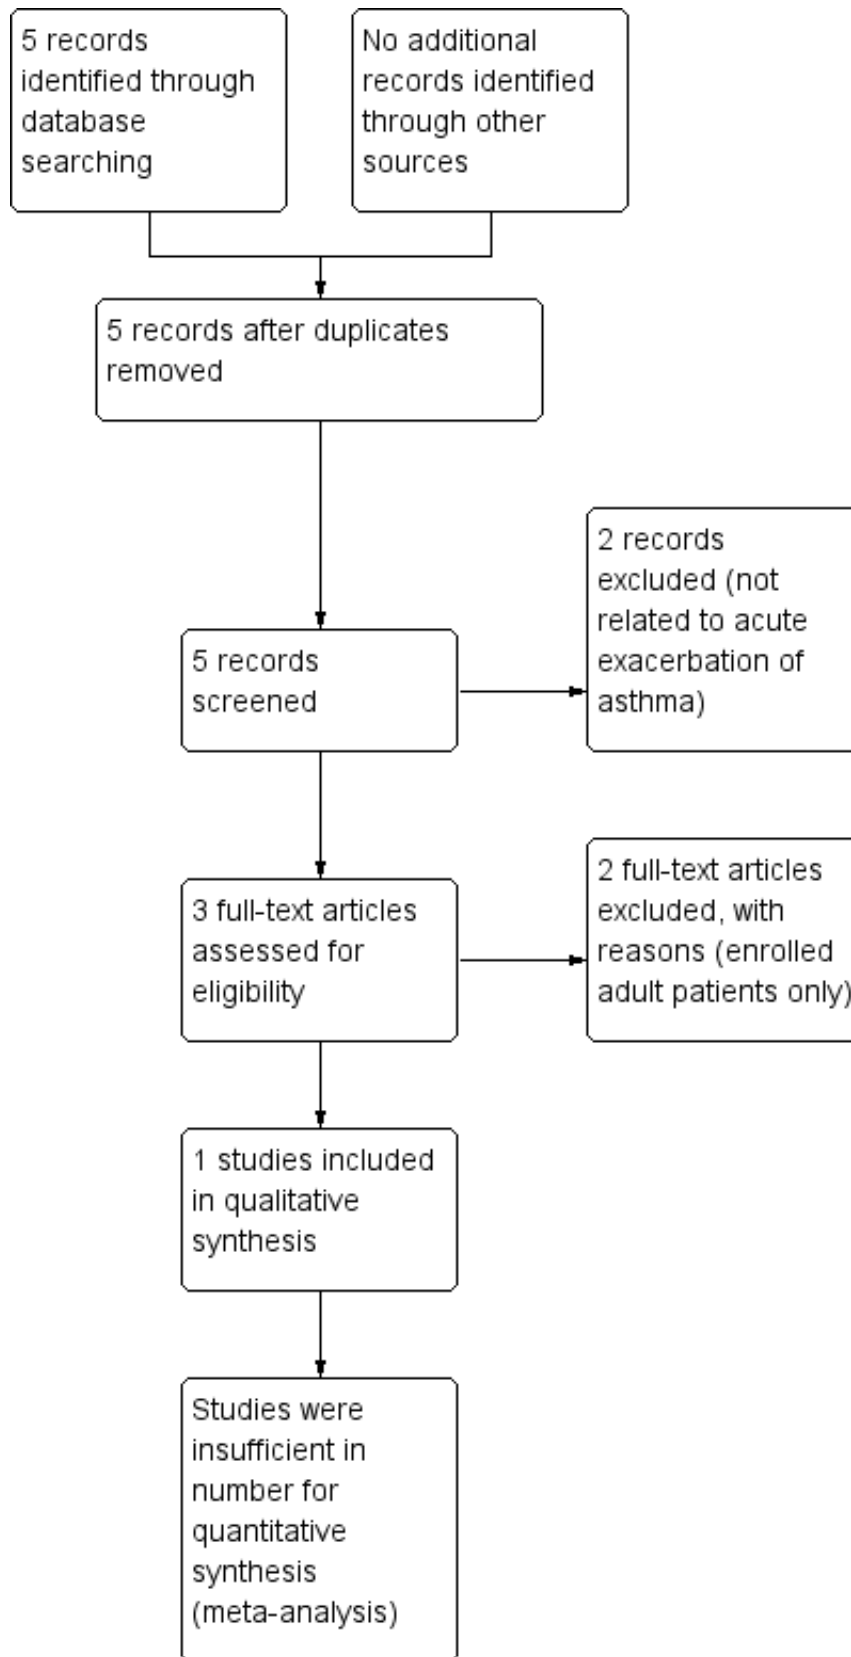 5 records
identified through
database
searching
No additional
records identified
through other
sources
5 records after duplicates
removed
5 records
screened
2 records
excluded (not
related to acute
exacerbation of
asthma)
3 full-text articles
assessed for
eligibility
2 full-text articles
excluded, with
reasons (enrolled
adult patients only)
1 studies included
in qualitative
synthesis
Studies were
insufficient in
number for
quantitative
synthesis
(meta-analysis)